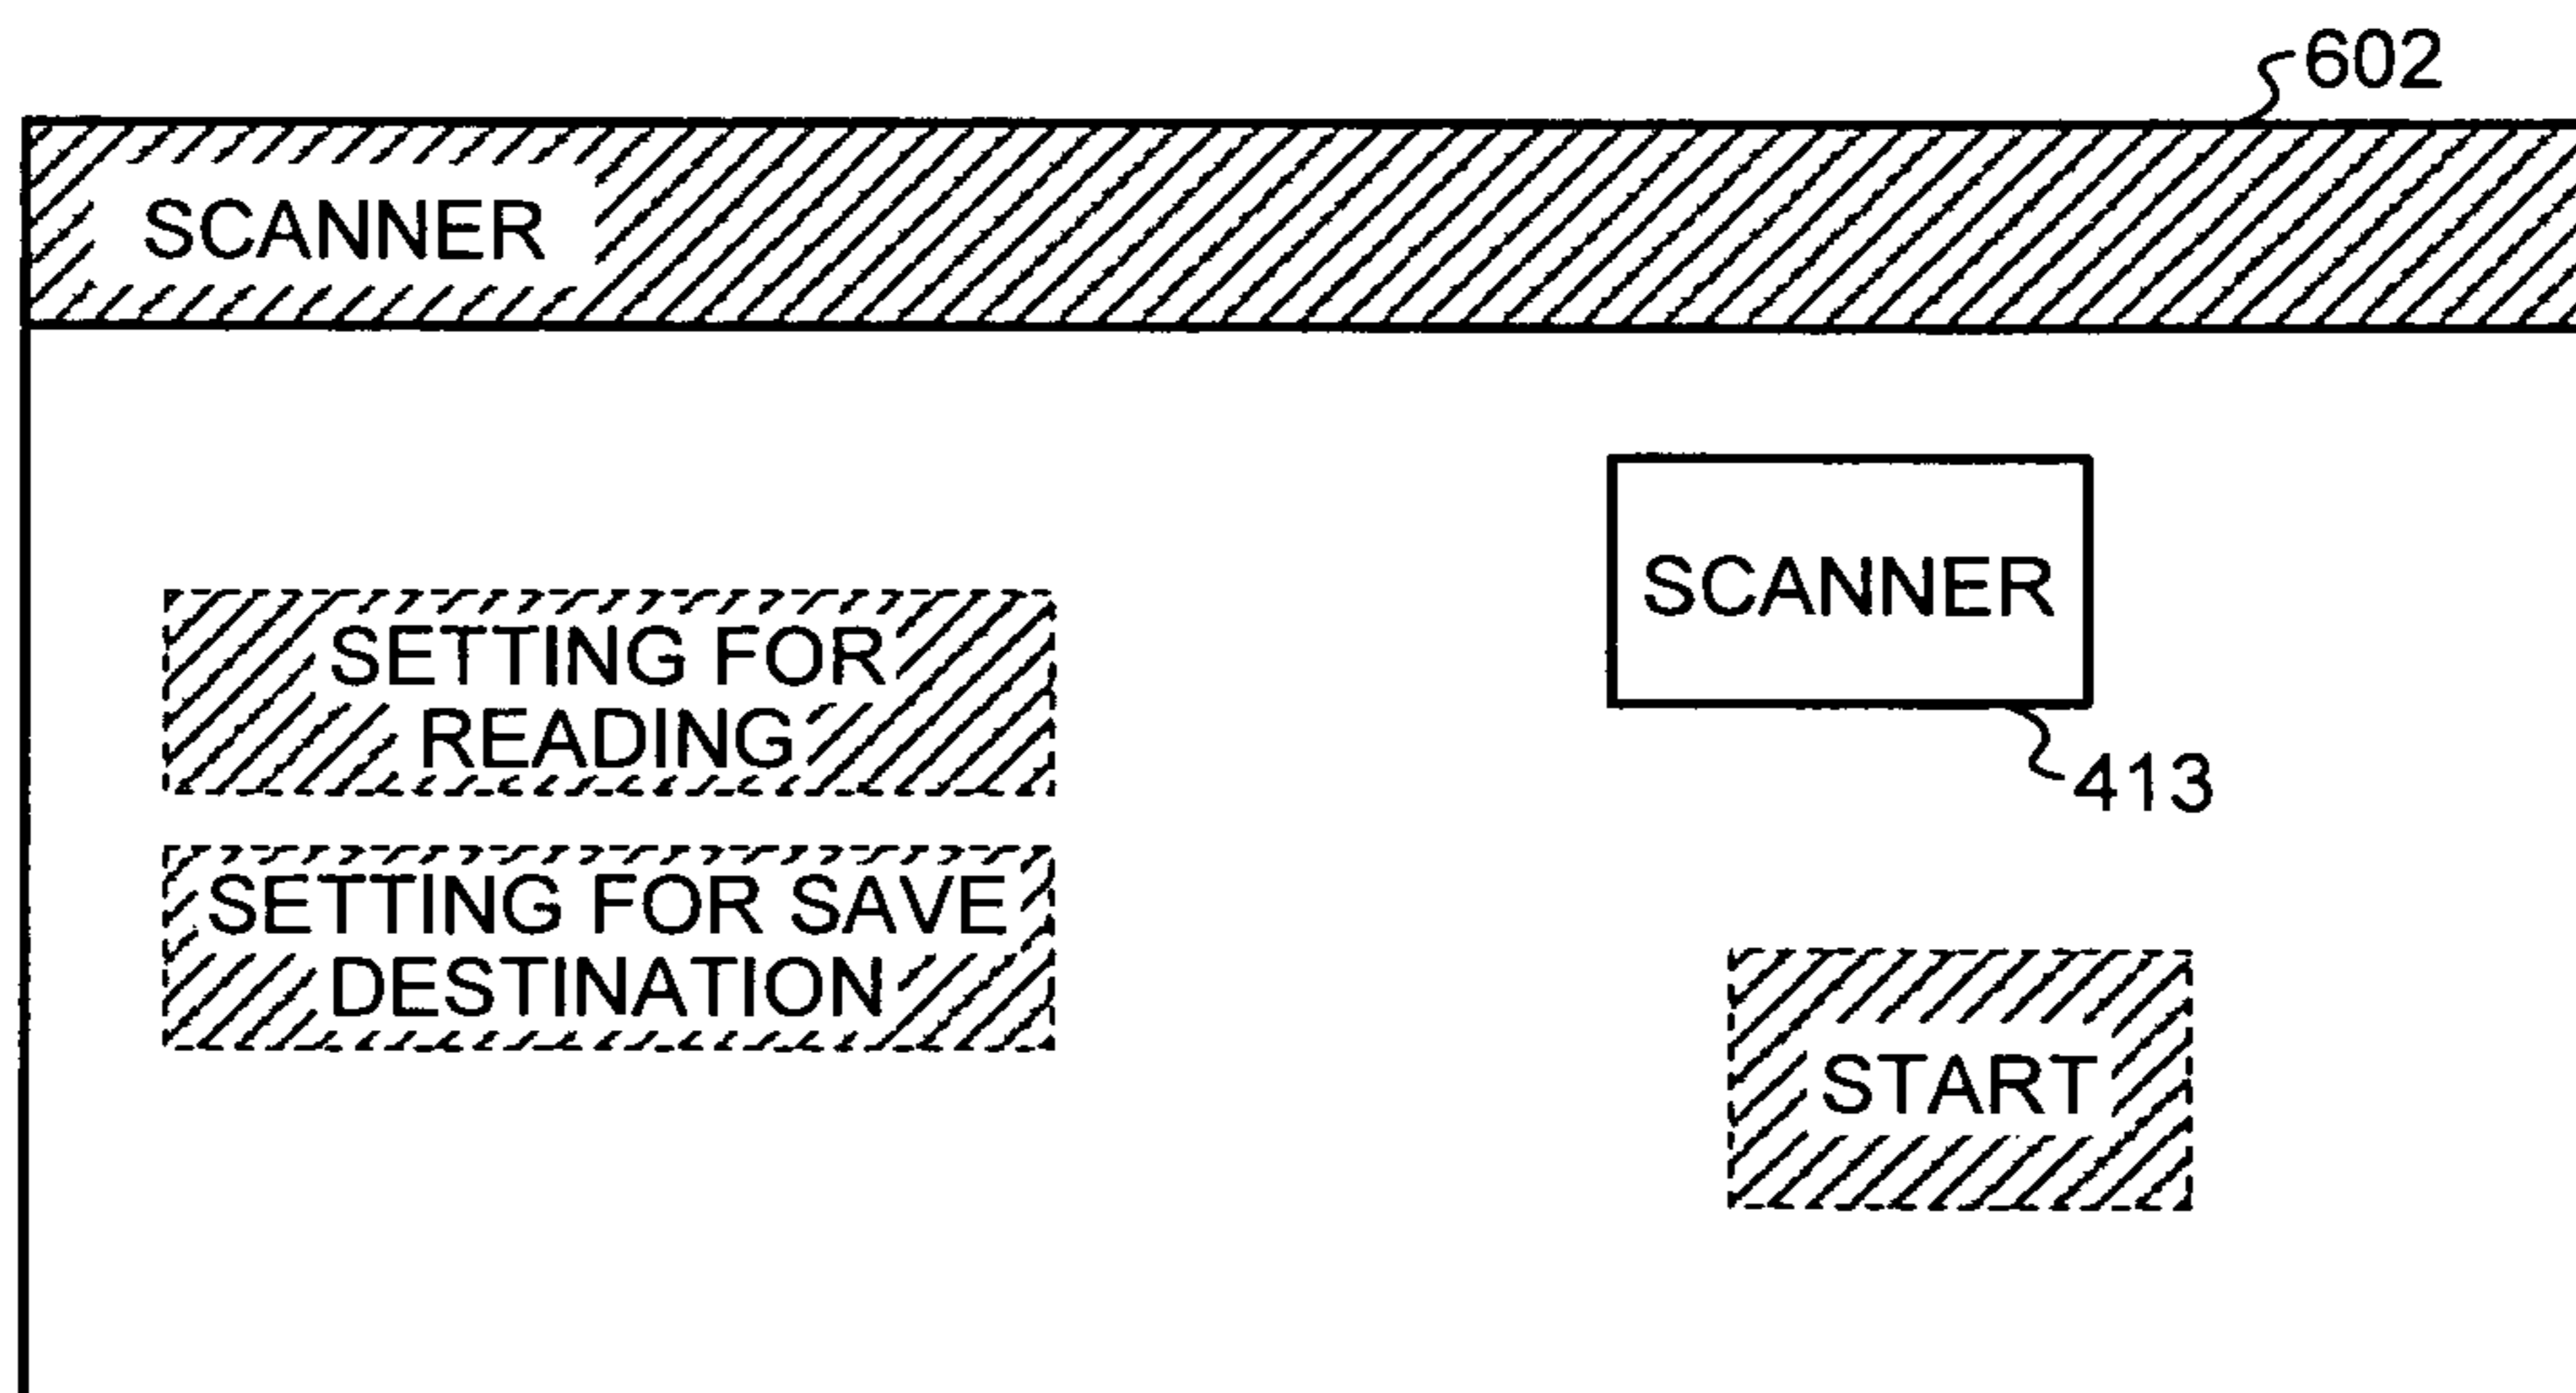 602
SCANNER
SCANNER
413
SETTING FOR
READING
SETTING FOR SAVE
DESTINATION
START